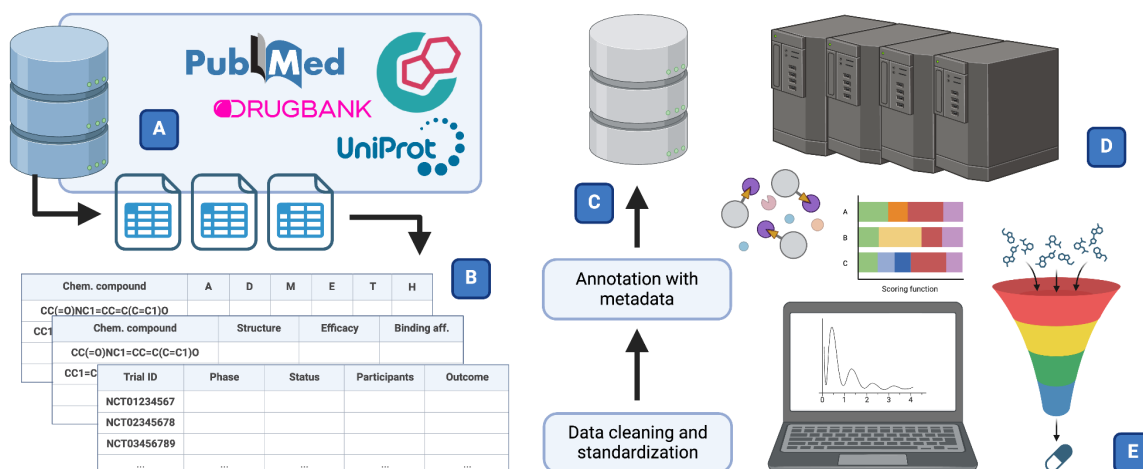 PubMed
DRUGBANK
UniProt
A
B
Chem. compound A D M E T H
CC(=O)NC1=CC=C(C=C1)O
CC1
Chem. compound Structure Efficacy Binding aff.
CC(=O)NC1=CC=C(C=C1)O
CC1=C
Trial ID Phase Status Participants Outcome
NCT01234567
NCT02345678
NCT03456789
... ... ... ... ...
C
Annotation with
metadata
Data cleaning and
standardization
D
A
B
C
Scoring function
0 1 2 3 4
E